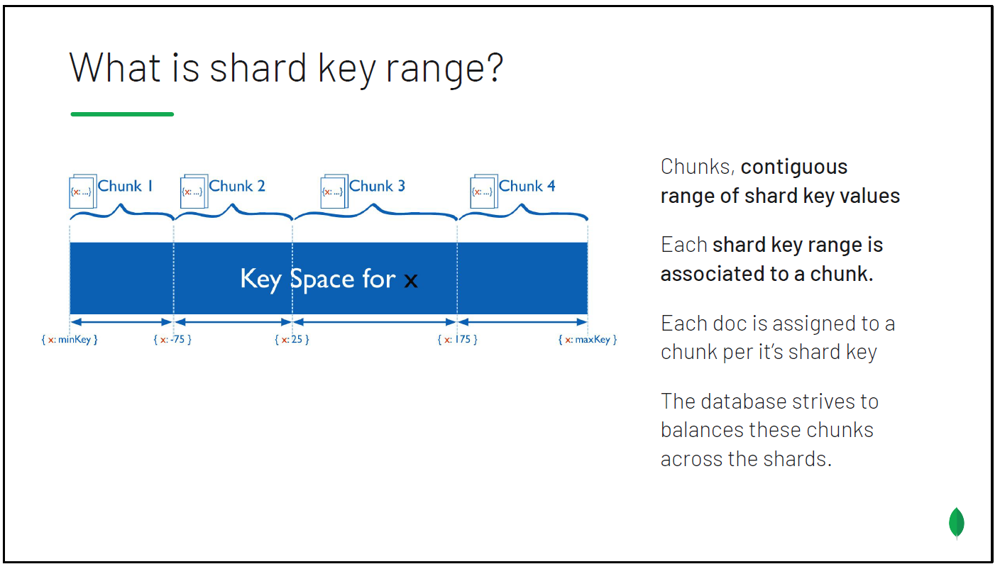 What is shard key range?
{x: ...} Chunk 1
{x: ...} Chunk 2
{x: ...} Chunk 3
{x: ...} Chunk 4
Key Space for x
{ x: minKey }
{ x: -75 }
{ x: 25 }
{ x: 175 }
{ x: maxKey }
Chunks, contiguous
range of shard key values
Each shard key range is
associated to a chunk.
Each doc is assigned to a
chunk per it’s shard key
The database strives to
balances these chunks
across the shards.